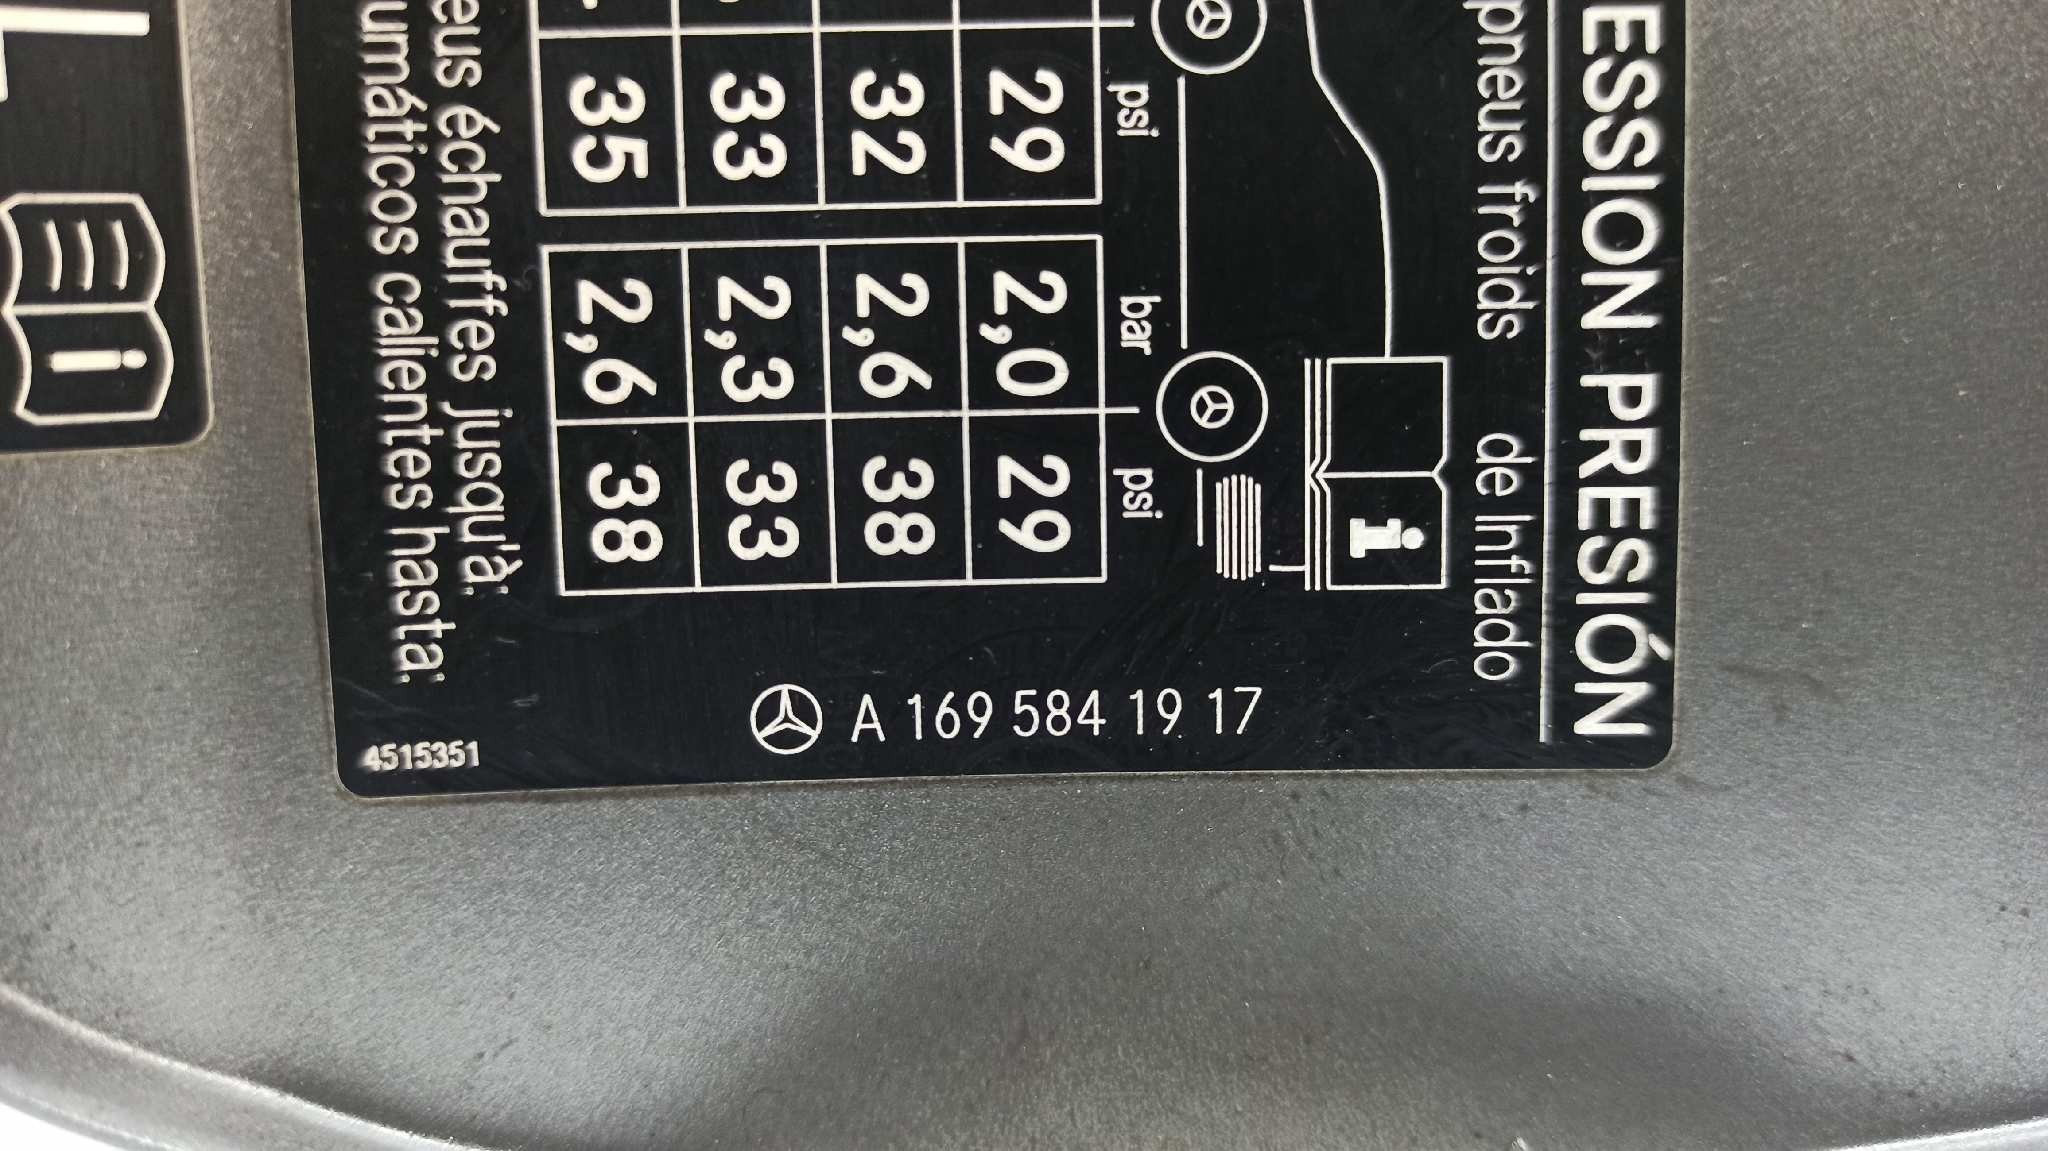 ESSION PRESIÓN
pneus froids de Inflado
i
psi bar psi
29 2,0 29
32 2,6 38
33 2,3 33
35 2,6 38
eus échauffes jusqu'à:
umáticos calientes hasta:
A 169 584 19 17
4515351
i